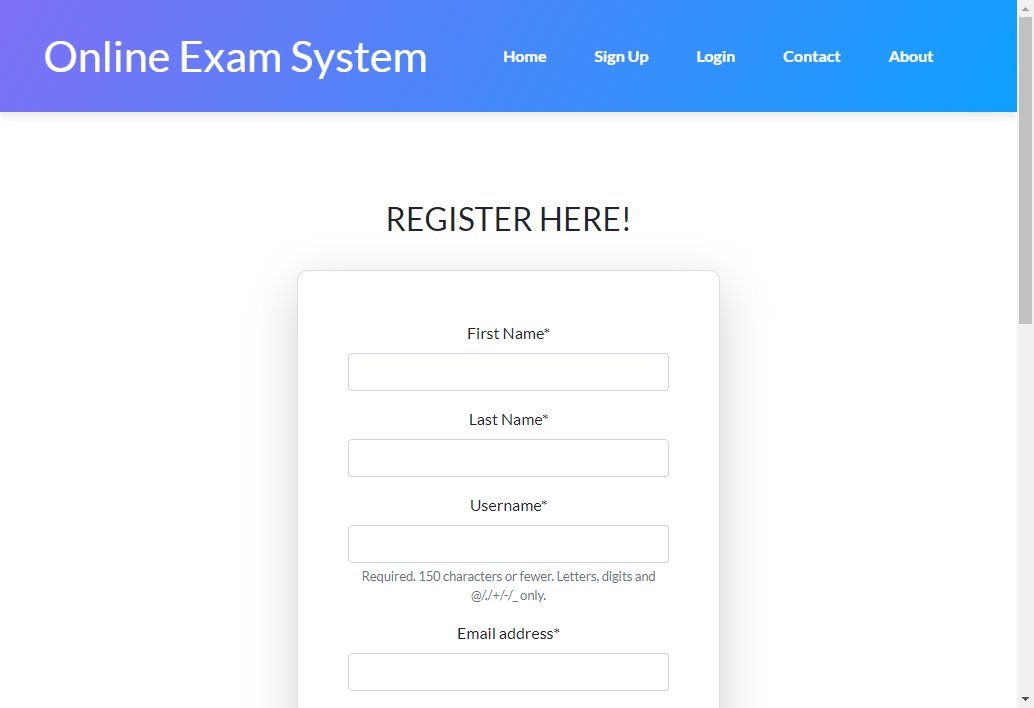 Online Exam System
Home
Sign Up
Login
Contact
About
REGISTER HERE!
First Name*
Last Name*
Username*
Required. 150 characters or fewer. Letters, digits and
@/./+/-/_ only.
Email address*